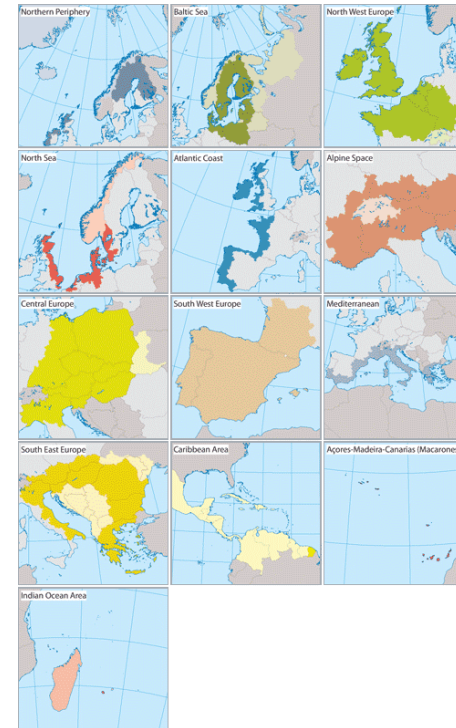 Northern Periphery
Baltic Sea
North West Europe
North Sea
Atlantic Coast
Alpine Space
Central Europe
South West Europe
Mediterranean
South East Europe
Caribbean Area
Açores-Madeira-Canarias (Macarones
Indian Ocean Area